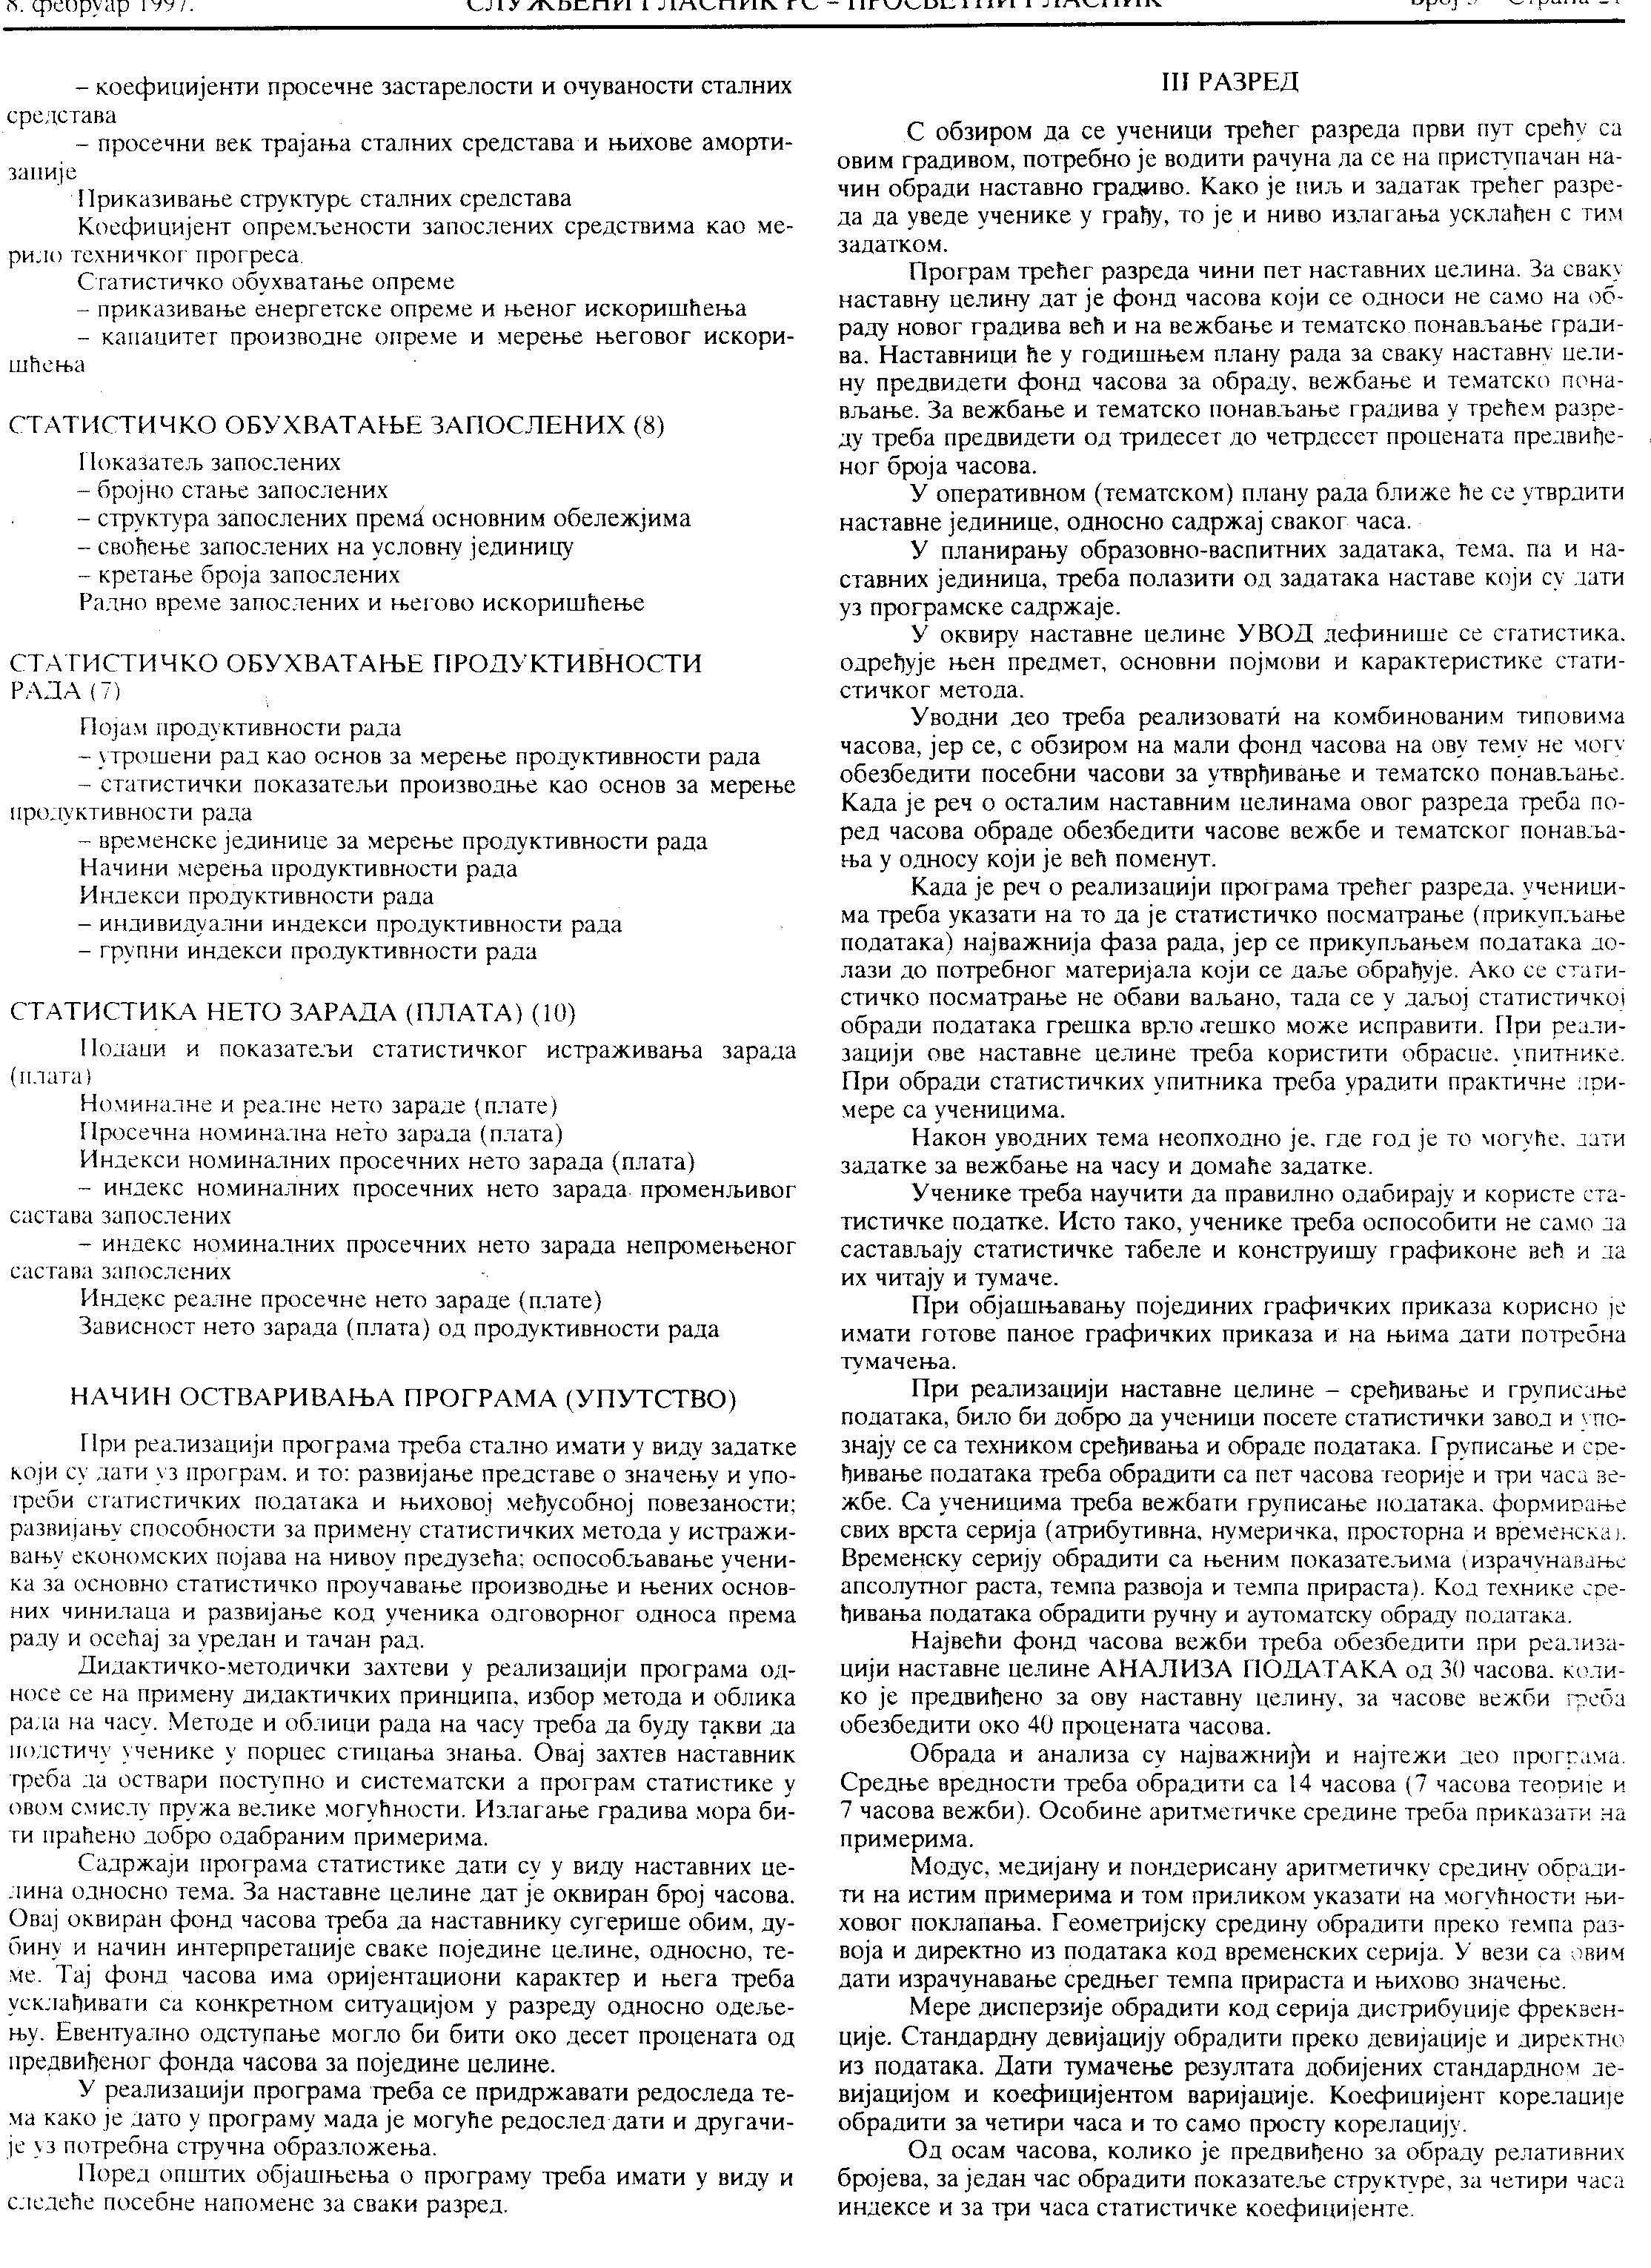 8. фебруар 1997.
СЛУЖБЕНИ ГЛАСНИК РС – ПРОСВЕТНИ ГЛАСНИК
– коефицијенти просечне застарелости и очуваности сталних
средстава
– просечни век трајања сталних средстава и њихове аморти-
зације
Приказивање структуре сталних средстава
Коефицијент опремљености запослених средствима као ме-
рило техничког прогреса.
Статистичко обухватање опреме
– приказивање енергетске опреме и њеног искоришћења
– капацитет производне опреме и мерење његовог искори-
шћења
СТАТИСТИЧКО ОБУХВАТАЊЕ ЗАПОСЛЕНИХ (8)
Показатељ запослених
– бројно стање запослених
– структура запослених према основним обележјима
– свођење запослених на условну јединицу
– кретање броја запослених
Радно време запослених и његово искоришћење
СТАТИСТИЧКО ОБУХВАТАЊЕ ПРОДУКТИВНОСТИ
РАДА (7)
Појам продуктивности рада
– утрошени рад као основ за мерење продуктивности рада
– статистички показатељи производње као основ за мерење
продуктивности рада
– временске јединице за мерење продуктивности рада
Начини мерења продуктивности рада
Индекси продуктивности рада
– индивидуални индекси продуктивности рада
– групни индекси продуктивности рада
СТАТИСТИКА НЕТО ЗАРАДА (ПЛАТА) (10)
Подаци и показатељи статистичког истраживања зарада
(плата)
Номиналне и реалне нето зараде (плате)
Просечна номинална нето зарада (плата)
Индекси номиналних просечних нето зарада (плата)
– индекс номиналних просечних нето зарада променљивог
састава запослених
– индекс номиналних просечних нето зарада непромењеног
састава запослених
Индекс реалне просечне нето зараде (плате)
Зависност нето зарада (плата) од продуктивности рада
НАЧИН ОСТВАРИВАЊА ПРОГРАМА (УПУТСТВО)
При реализацији програма треба стално имати у виду задатке
који су дати уз програм. и то: развијање представе о значењу и упо-
треби статистичких података и њиховој међусобној повезаности;
развијању способности за примену статистичких метода у истражи-
вању економских појава на нивоу предузећа; оспособљавање учени-
ка за основно статистичко проучавање производње и њених основ-
них чинилаца и развијање код ученика одговорног односа према
раду и осећај за уредан и тачан рад.
Дидактичко-методички захтеви у реализацији програма од-
носе се на примену дидактичких принципа, избор метода и облика
рада на часу. Методе и облици рада на часу треба да буду такви да
подстичу ученике у порцес стицања знања. Овај захтев наставник
треба да оствари поступно и систематски а програм статистике у
овом смислу пружа велике могућности. Излагање градива мора би-
ти праћено добро одабраним примерима.
Садржаји програма статистике дати су у виду наставних це-
лина односно тема. За наставне целине дат је оквиран број часова.
Овај оквиран фонд часова треба да наставнику сугерише обим, ду-
бину и начин интерпретације сваке поједине целине, односно, те-
ме. Тај фонд часова има оријентациони карактер и њега треба
усклађивати са конкретном ситуацијом у разреду односно одеље-
њу. Евентуално одступање могло би бити око десет процената од
предвиђеног фонда часова за поједине целине.
У реализацији програма треба се придржавати редоследа те-
ма како је дато у програму мада је могуће редослед дати и другачи-
је уз потребна стручна образложења.
Поред општих објашњења о програму треба имати у виду и
следеће посебне напомене за сваки разред.
III РАЗРЕД
С обзиром да се ученици трећег разреда први пут срећу са
овим градивом, потребно је водити рачуна да се на приступачан на-
чин обради наставно градиво. Како је циљ и задатак трећег разре-
да да уведе ученике у грађу, то је и ниво излагања усклађен с тим
задатком.
Програм трећег разреда чини пет наставних целина. За сваку
наставну целину дат је фонд часова који се односи не само на об-
раду новог градива већ и на вежбање и тематско понављање гради-
ва. Наставници ће у годишњем плану рада за сваку наставну цели-
ну предвидети фонд часова за обраду, вежбање и тематско пона-
вљање. За вежбање и тематско понављање градива у трећем разре-
ду треба предвидети од тридесет до четрдесет процената предвиђе-
ног броја часова.
У оперативном (тематском) плану рада ближе ће се утврдити
наставне јединице, односно садржај сваког часа.
У планирању образовно-васпитних задатака, тема, па и на-
ставних јединица, треба полазити од задатака наставе који су дати
уз програмске садржаје.
У оквиру наставне целине УВОД дефинише се статистика.
одређује њен предмет, основни појмови и карактеристике стати-
стичког метода.
Уводни део треба реализовати на комбинованим типовима
часова, јер се, с обзиром на мали фонд часова на ову тему не могу
обезбедити посебни часови за утврђивање и тематско понављање.
Када је реч о осталим наставним целинама овог разреда треба по-
ред часова обраде обезбедити часове вежбе и тематског понавља-
ња у односу који је већ поменут.
Када је реч о реализацији програма трећег разреда, ученици-
ма треба указати на то да је статистичко посматрање (прикупљање
података) најважнија фаза рада, јер се прикупљањем података до-
лази до потребног материјала који се даље обрађује. Ако се стати-
стичко посматрање не обави ваљано, тада се у даљој статистичкој
обради података грешка врло тешко може исправити. При реали-
зацији ове наставне целине треба користити обрасце. упитнике.
При обради статистичких упитника треба урадити практичне при-
мере са ученицима.
Након уводних тема неопходно је, где год је то могуће, дати
задатке за вежбање на часу и домаће задатке.
Ученике треба научити да правилно одабирају и користе ста-
тистичке податке. Исто тако, ученике треба оспособити не само да
састављају статистичке табеле и конструишу графиконе већ и да
их читају и тумаче.
При објашњавању појединих графичких приказа корисно је
имати готове паное графичких приказа и на њима дати потребна
тумачења.
При реализацији наставне целине – сређивање и груписање
података, било би добро да ученици посете статистички завод и упо-
знају се са техником сређивања и обраде података. Груписање и сре-
ђивање података треба обрадити са пет часова теорије и три часа ве-
жбе. Са ученицима треба вежбати груписање података, формирање
свих врста серија (атрибутивна, нумеричка, просторна и временска).
Временску серију обрадити са њеним показатељима (израчунавање
апсолутног раста, темпа развоја и темпа прираста). Код технике сре-
ђивања података обрадити ручну и аутоматску обраду података.
Највећи фонд часова вежби треба обезбедити при реализа-
цији наставне целине АНАЛИЗА ПОДАТАКА од 30 часова. коли-
ко је предвиђено за ову наставну целину, за часове вежби треба
обезбедити око 40 процената часова.
Обрада и анализа су најважнији и најтежи део програма.
Средње вредности треба обрадити са 14 часова (7 часова теорије и
7 часова вежби). Особине аритметичке средине треба приказати на
примерима.
Модус, медијану и пондерисану аритметичку средину обради-
ти на истим примерима и том приликом указати на могућности њи-
ховог поклапања. Геометријску средину обрадити преко темпа раз-
воја и директно из података код временских серија. У вези са овим
дати израчунавање средњег темпа прираста и њихово значење.
Мере дисперзије обрадити код серија дистрибуције фреквен-
ције. Стандардну девијацију обрадити преко девијације и директно
из података. Дати тумачење резултата добијених стандардном де-
вијацијом и коефицијентом варијације. Коефицијент корелације
обрадити за четири часа и то само просту корелацију.
Од осам часова, колико је предвиђено за обраду релативних
бројева, за један час обрадити показатеље структуре, за четири часа
индексе и за три часа статистичке коефицијенте.